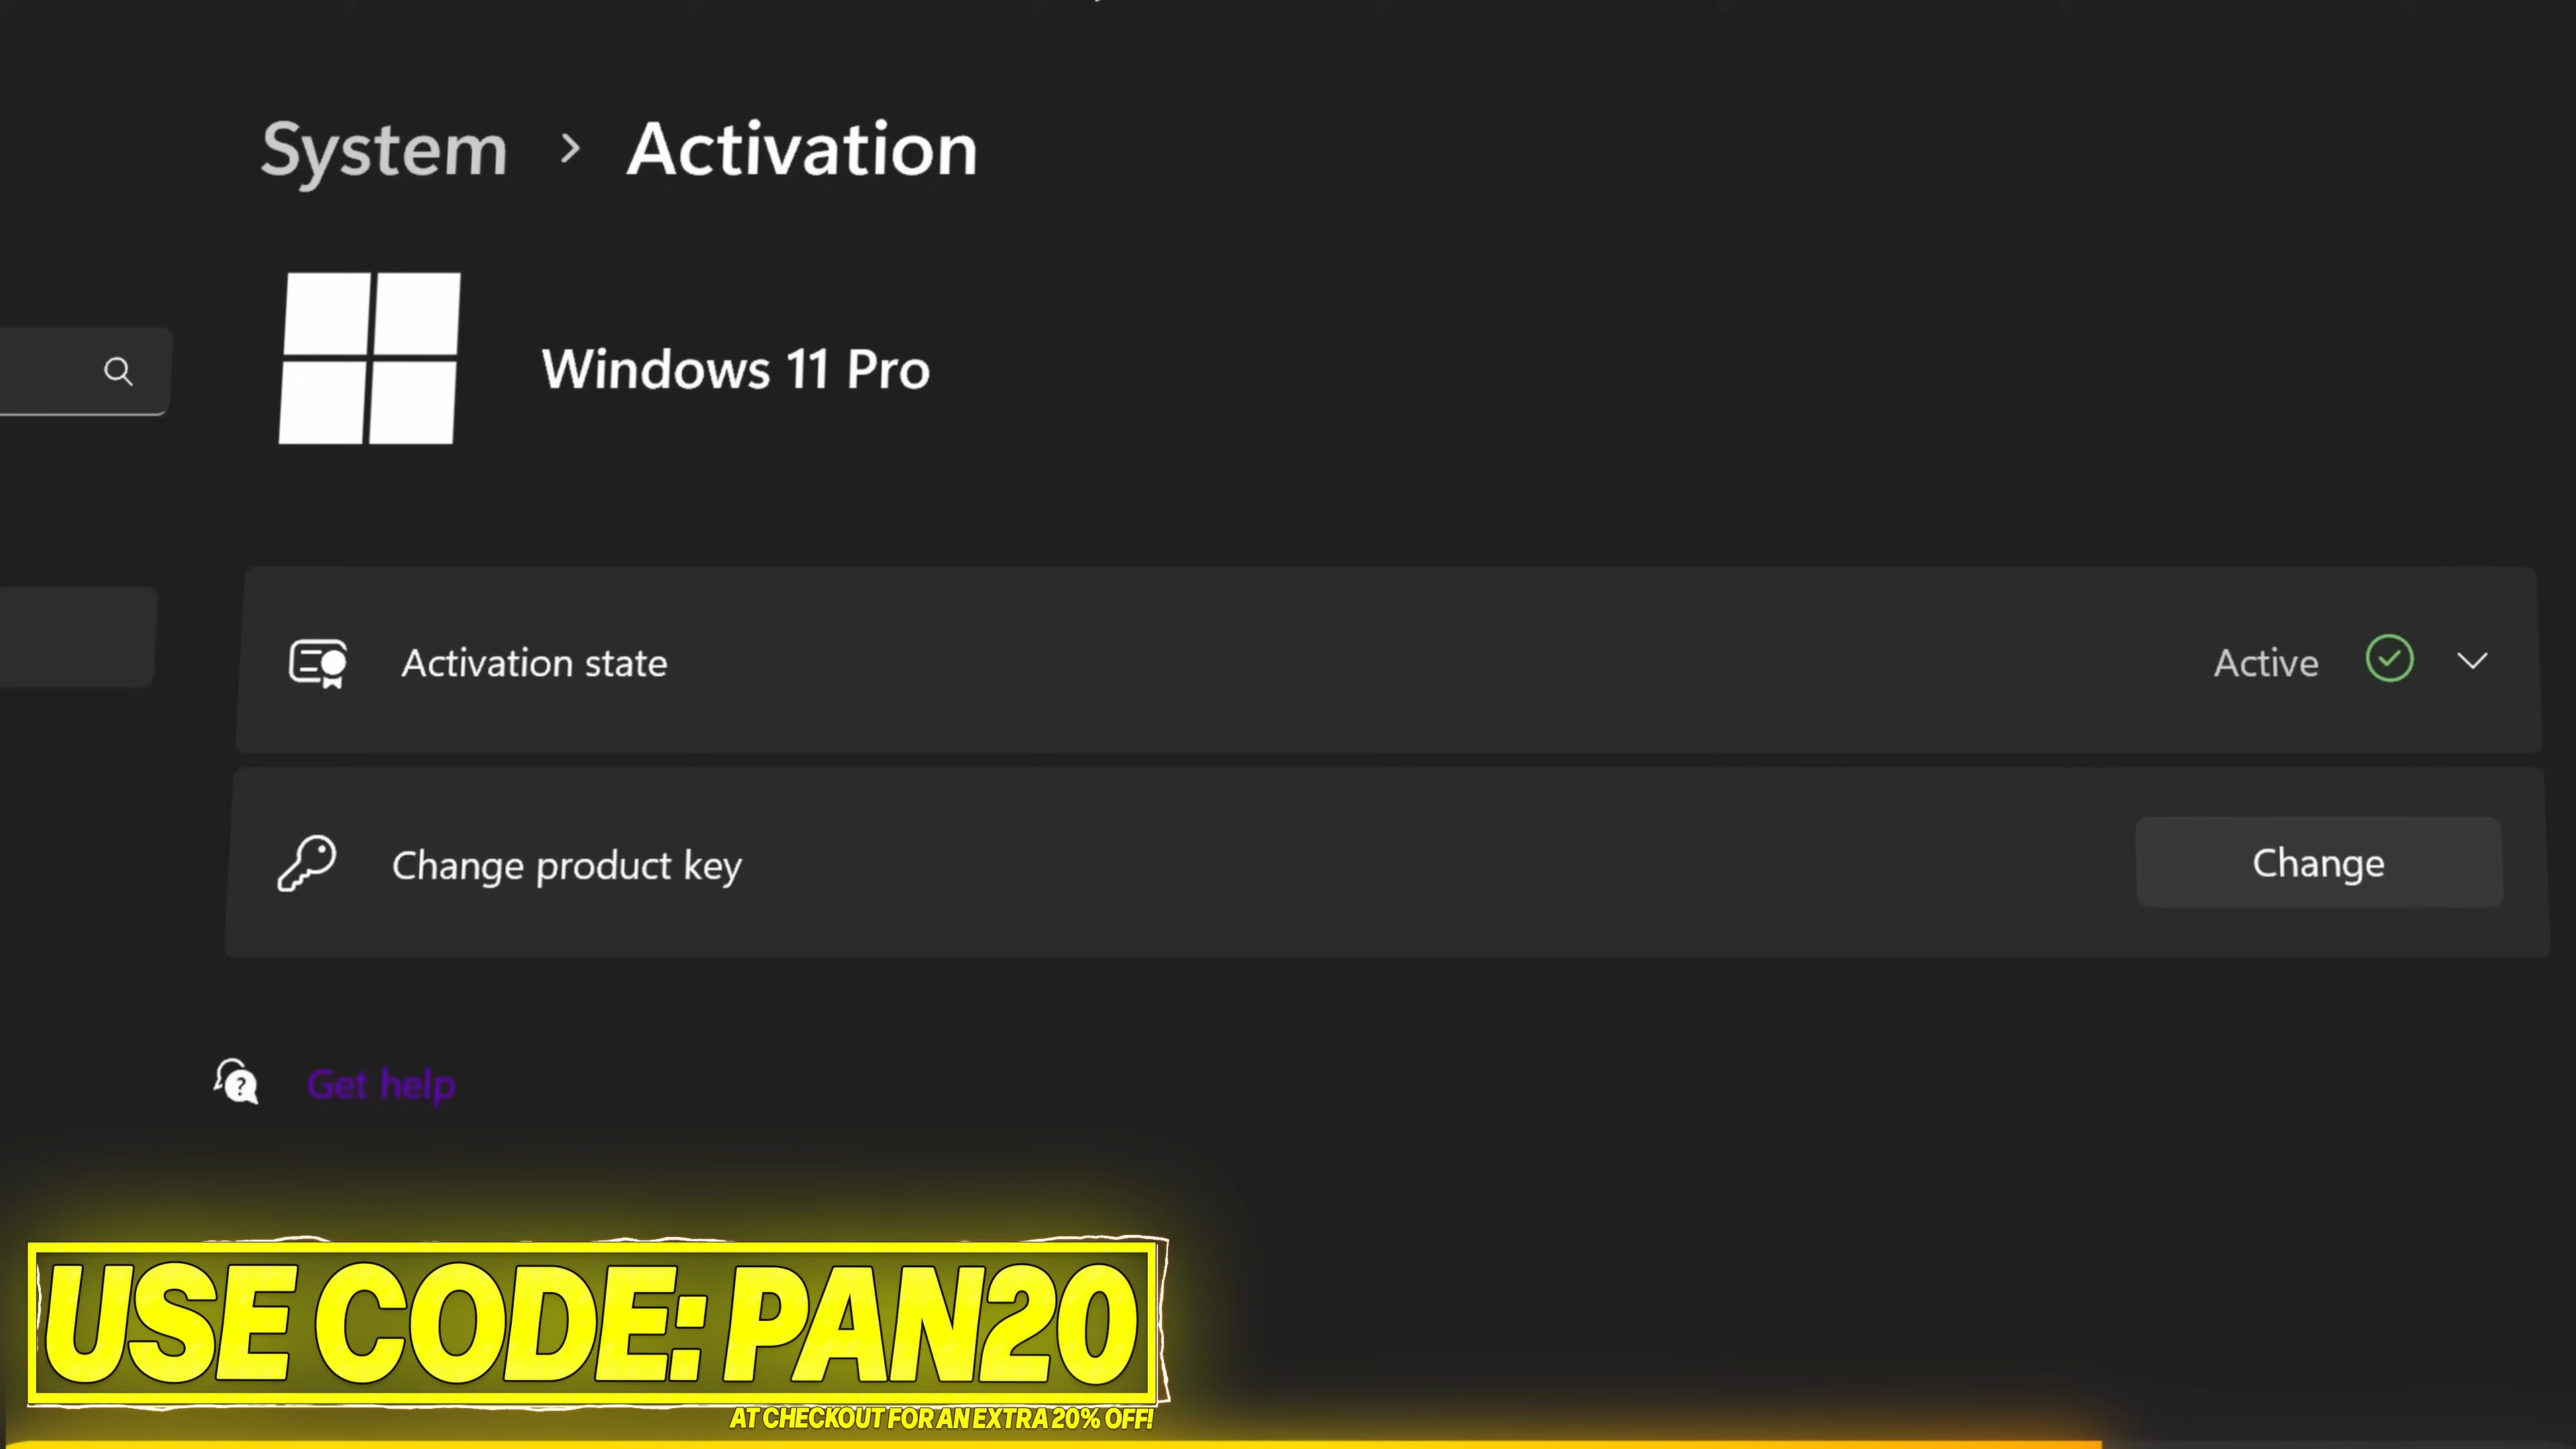 System > Activation
Windows 11 Pro
Activation state
Active
Change product key
Change
Get help
USE CODE: PAN20
AT CHECKOUT FOR AN EXTRA 20% OFF!